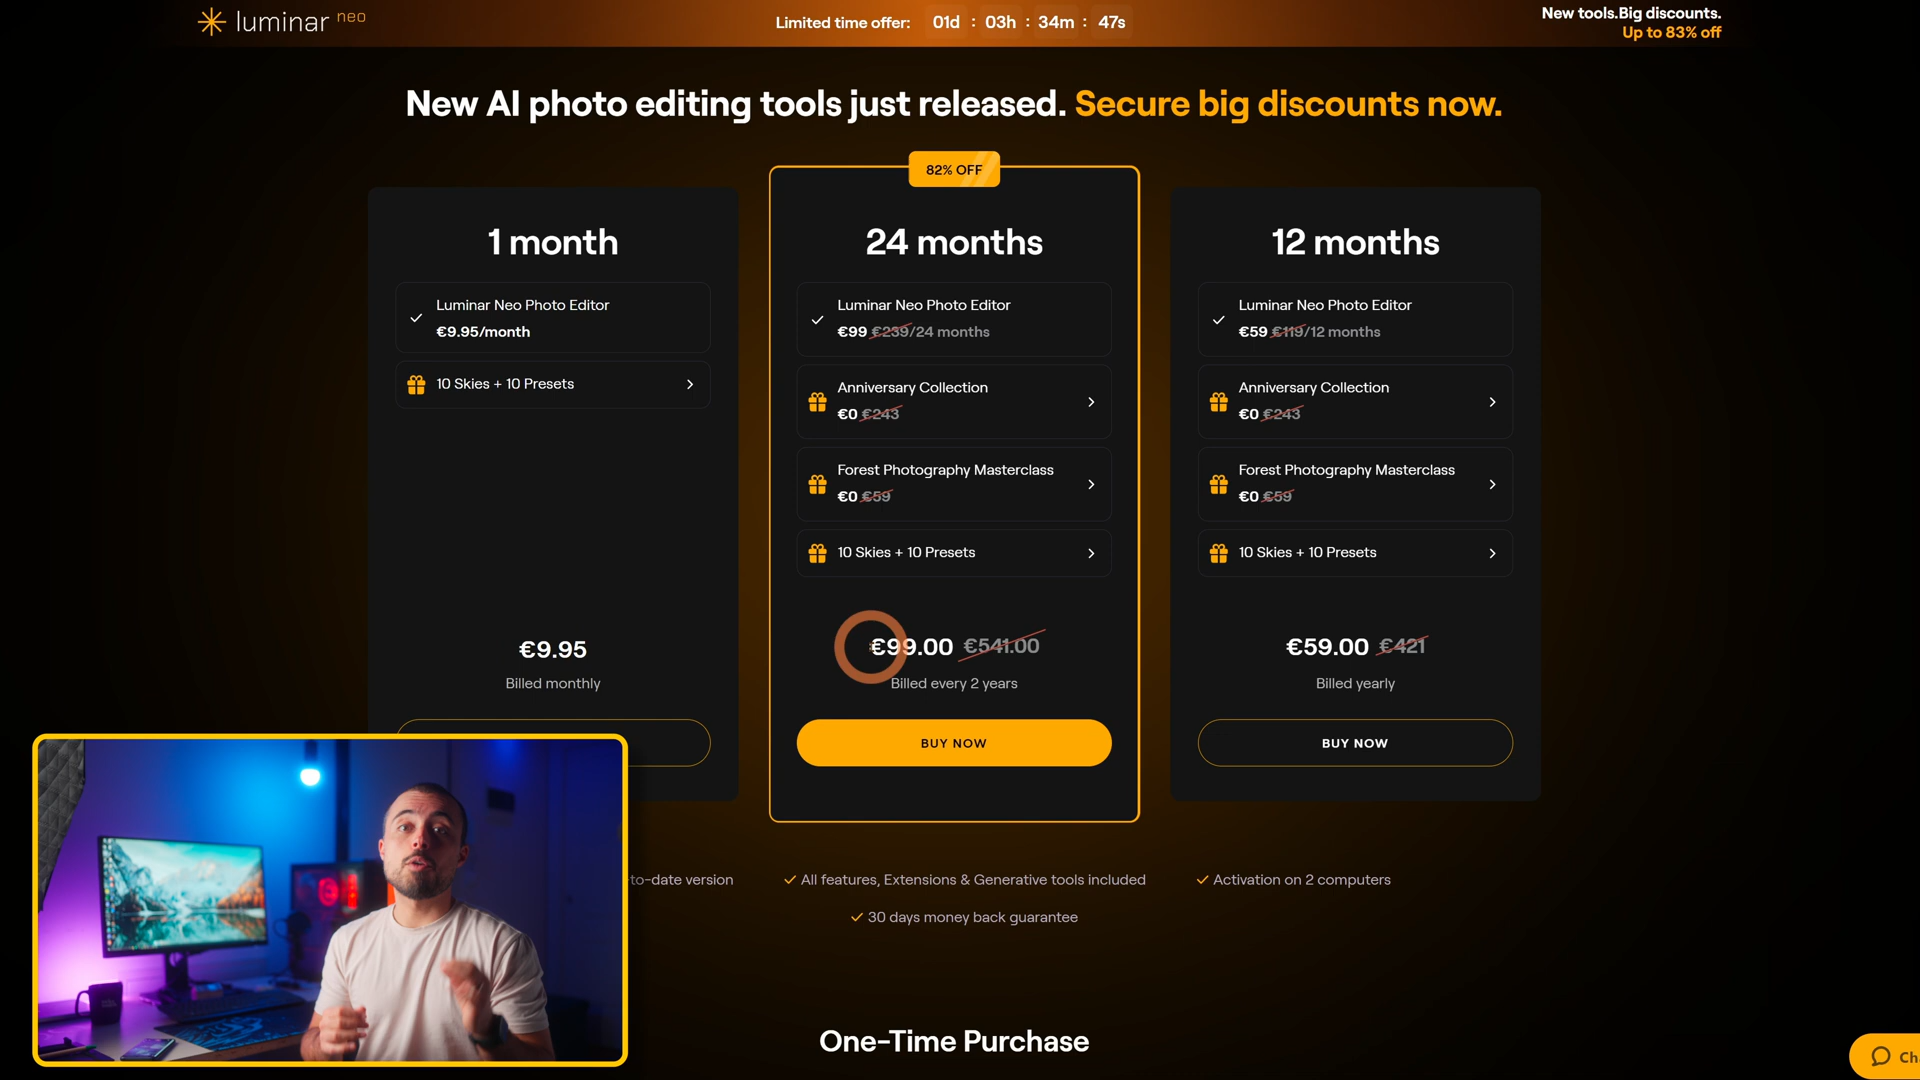 luminar neo
Limited time offer: 01d : 03h : 34m : 47s
New tools.Big discounts.
Up to 83% off
New AI photo editing tools just released. Secure big discounts now.
1 month
Luminar Neo Photo Editor
€9.95/month
10 Skies + 10 Presets
€9.95
Billed monthly
82% OFF
24 months
Luminar Neo Photo Editor
€99 €239/24 months
Anniversary Collection
€0 €243
Forest Photography Masterclass
€0 €59
10 Skies + 10 Presets
€99.00 €541.00
Billed every 2 years
BUY NOW
12 months
Luminar Neo Photo Editor
€59 €119/12 months
Anniversary Collection
€0 €243
Forest Photography Masterclass
€0 €59
10 Skies + 10 Presets
€59.00 €421
Billed yearly
BUY NOW
to-date version
All features, Extensions & Generative tools included
Activation on 2 computers
30 days money back guarantee
One-Time Purchase